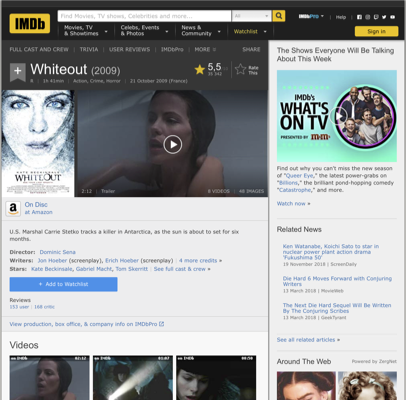 IMDb
Find Movies, TV shows, Celebrities and more...
All
IMDbPro
Help
Movies, TV & Showtimes
Celebs, Events & Photos
News & Community
Watchlist
Sign in
FULL CAST AND CREW | TRIVIA | USER REVIEWS | IMDbPro | MORE
SHARE
Whiteout (2009)
5,5
Rate This
1h 41min | Action, Crime, Horror | 21 October 2009 (France)
WHITEOUT
2:12 | Trailer
9 VIDEOS | 48 IMAGES
On Disc
at Amazon
U.S. Marshal Carrie Stetko tracks a killer in Antarctica, as the sun is about to set for six
months.
Director: Dominic Sena
Writers: Jon Hoeber (screenplay), Erich Hoeber (screenplay) | 4 more credits »
Stars: Kate Beckinsale, Gabriel Macht, Tom Skerritt | See full cast & crew »
+ Add to Watchlist
Reviews
153 user | 168 critic
View production, box office, & company info on IMDbPro
Videos
02:12
The Shows Everyone Will Be Talking
About This Week
IMDb's
WHAT'S
ON TV
PRESENTED BY
Find out why you can't miss the new season
of "Queer Eye," the latest power-grabs on
"Billions," the brilliant pond-hopping comedy
"Catastrophe," and more.
Watch now »
Related News
Ken Watanabe, Koichi Sato to star in
nuclear power plant action drama
'Fukushima 50'
19 November 2018 | ScreenDaily
Die Hard 6 Moves Forward with Conjuring
Writers
13 March 2018 | MovieWeb
The Next Die Hard Sequel Will Be Written
By The Conjuring Scribes
13 March 2018 | GeekTyrant
See all related articles »
Around The Web
Powered by ZergNet